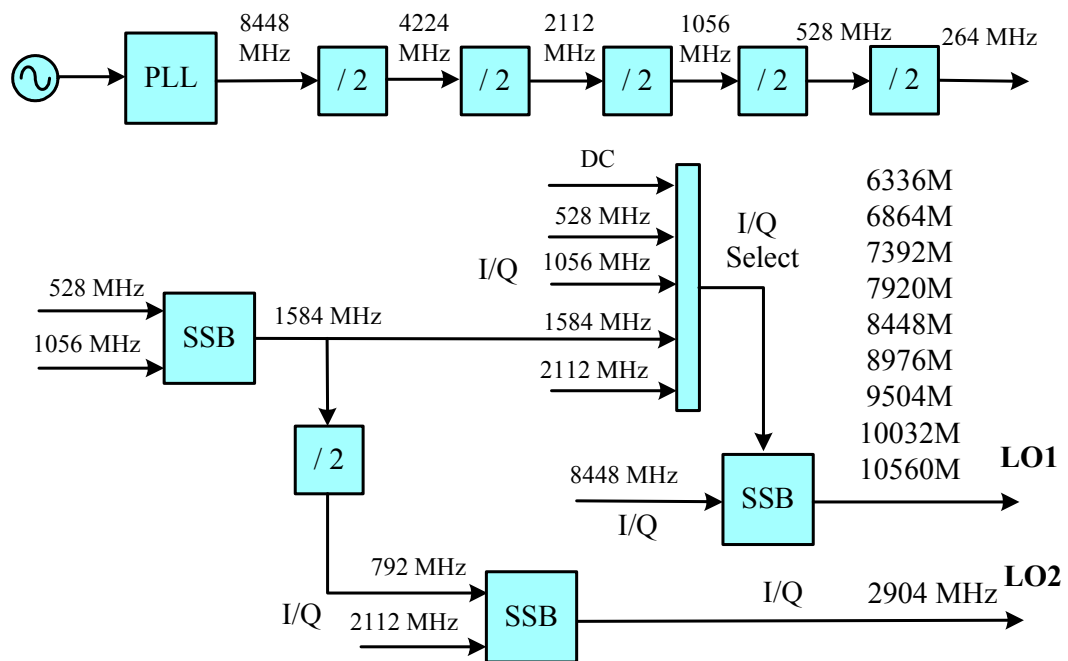 8448
MHz
4224
MHz
2112
MHz
1056
MHz
528 MHz
264 MHz
PLL
/ 2
/ 2
/ 2
/ 2
/ 2
DC
528 MHz
I/Q
1056 MHz
1584 MHz
2112 MHz
I/Q
Select
6336M
6864M
7392M
7920M
8448M
8976M
9504M
10032M
10560M
LO1
528 MHz
1056 MHz
SSB
1584 MHz
/ 2
8448 MHz
I/Q
SSB
792 MHz
I/Q
2112 MHz
SSB
I/Q
2904 MHz
LO2